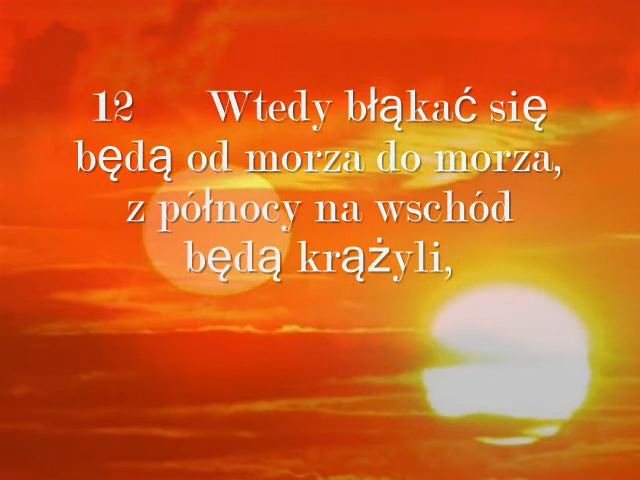 12 Wtedy błąkać się
będą od morza do morza,
z północy na wschód
będą krążyli,